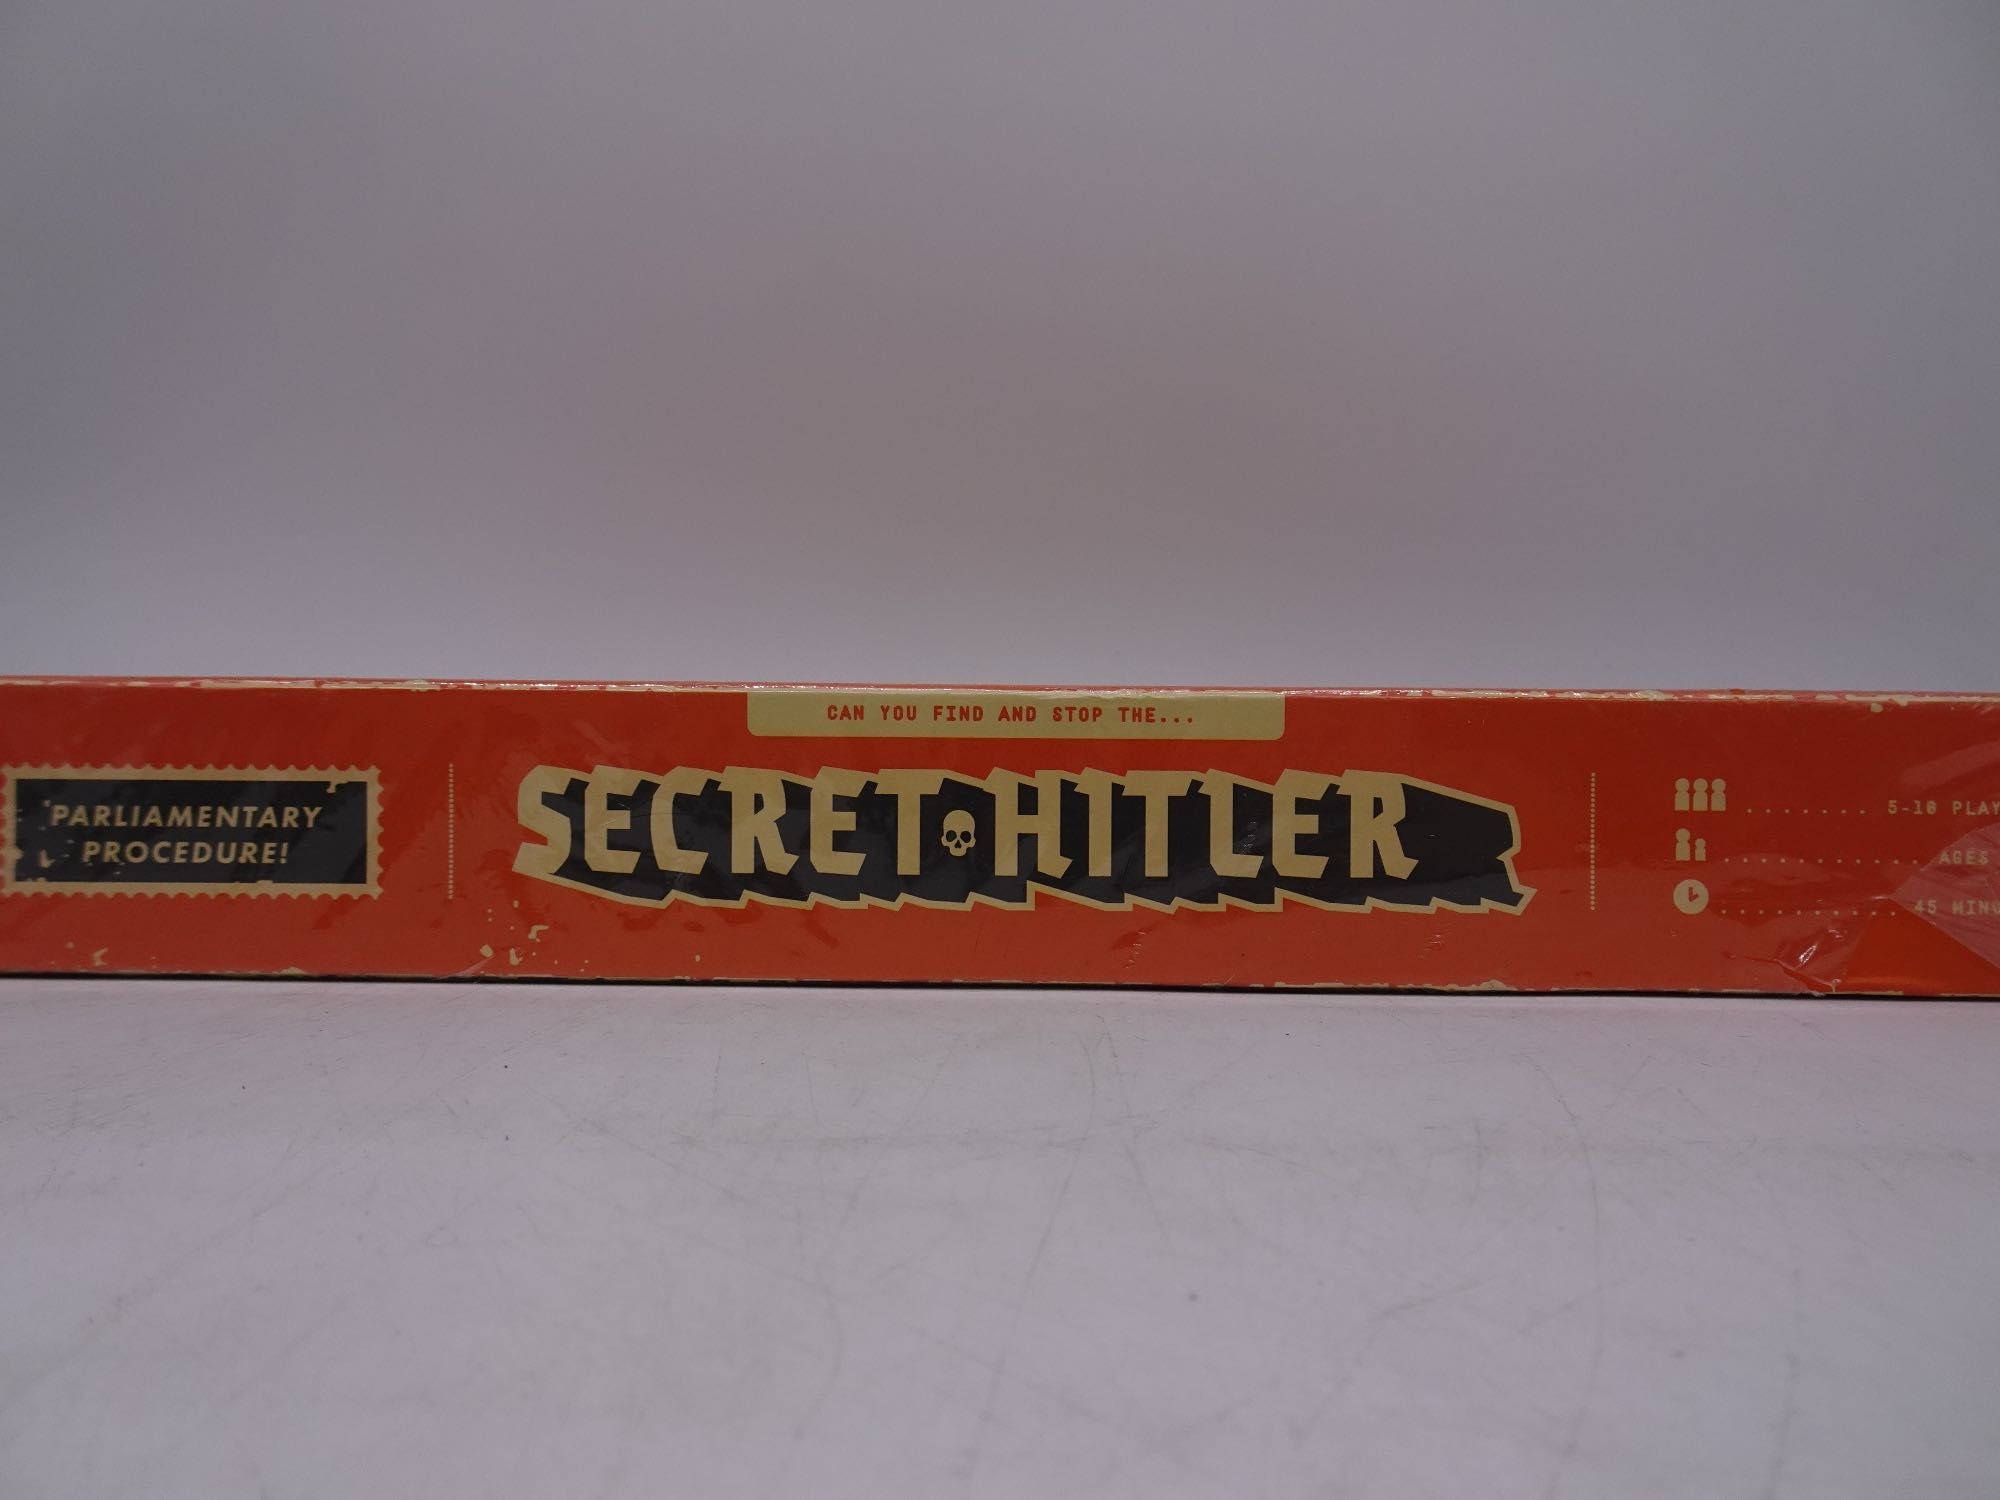 CAN YOU FIND AND STOP THE...
PARLIAMENTARY
PROCEDURE!
SECRET HITLER
....... 5-10 PLAY
............ AGES
.......... 45 MINU